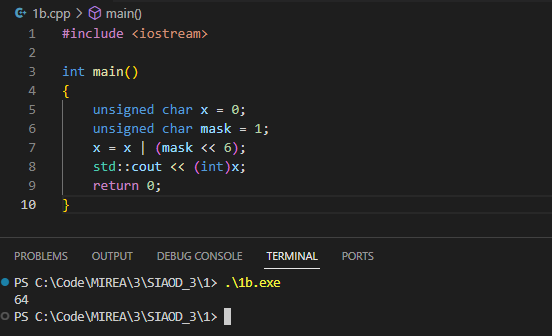 1b.cpp > main()
1 #include <iostream>
2
3 int main()
4 {
5     unsigned char x = 0;
6     unsigned char mask = 1;
7     x = x | (mask << 6);
8     std::cout << (int)x;
9     return 0;
10 }
PROBLEMS OUTPUT DEBUG CONSOLE TERMINAL PORTS
PS C:\Code\MIREA\3\SIAOD_3\1> .\1b.exe
64
PS C:\Code\MIREA\3\SIAOD_3\1>